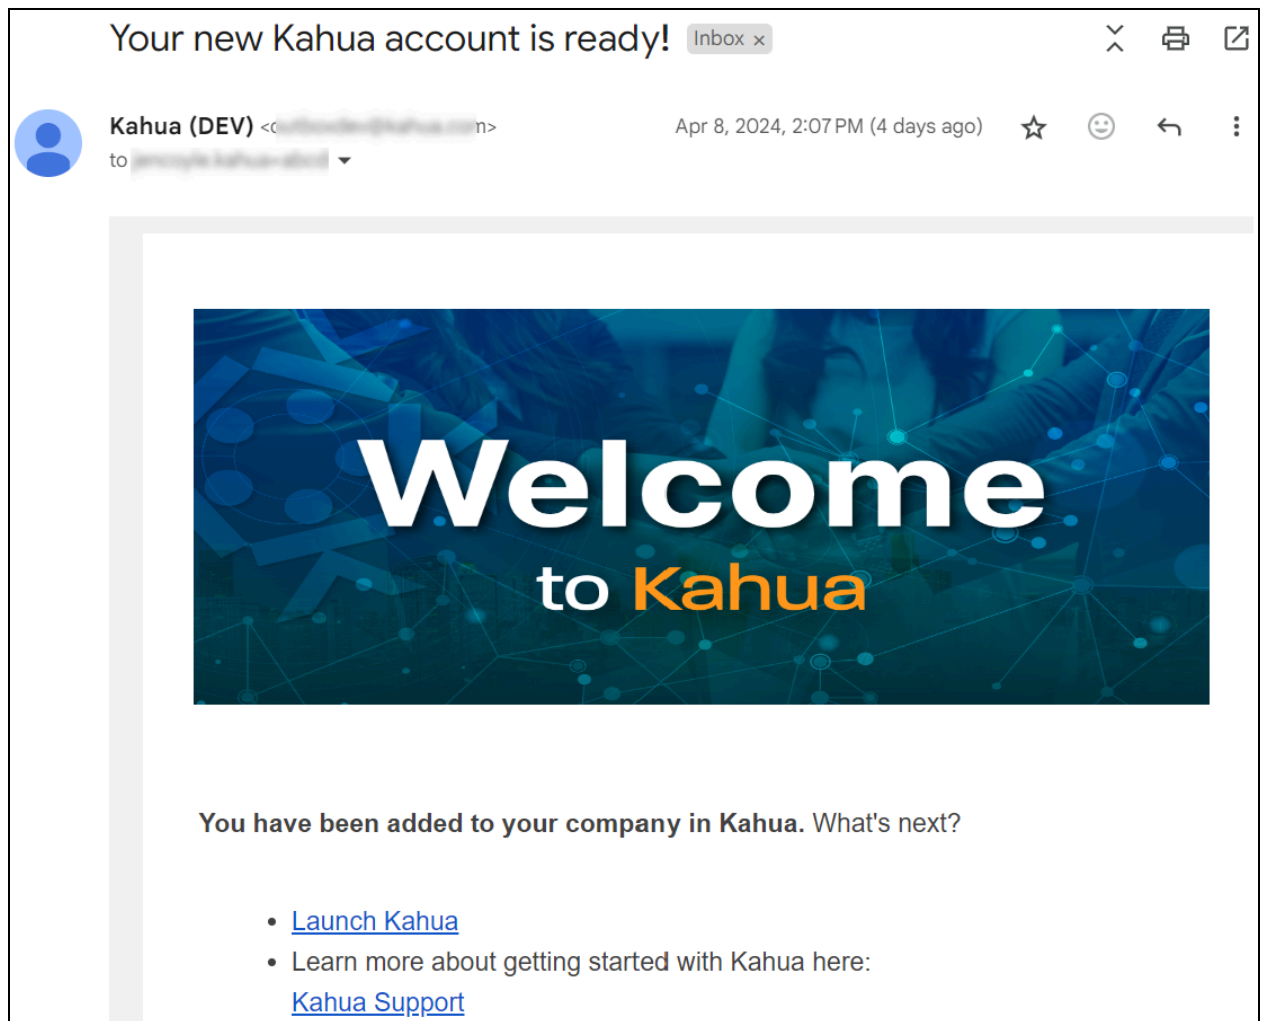 Your new Kahua account is ready! Inbox ×
Kahua (DEV) < m> Apr 8, 2024, 2:07 PM (4 days ago)
to
Welcome
to Kahua
You have been added to your company in Kahua. What's next?
• Launch Kahua
• Learn more about getting started with Kahua here:
Kahua Support